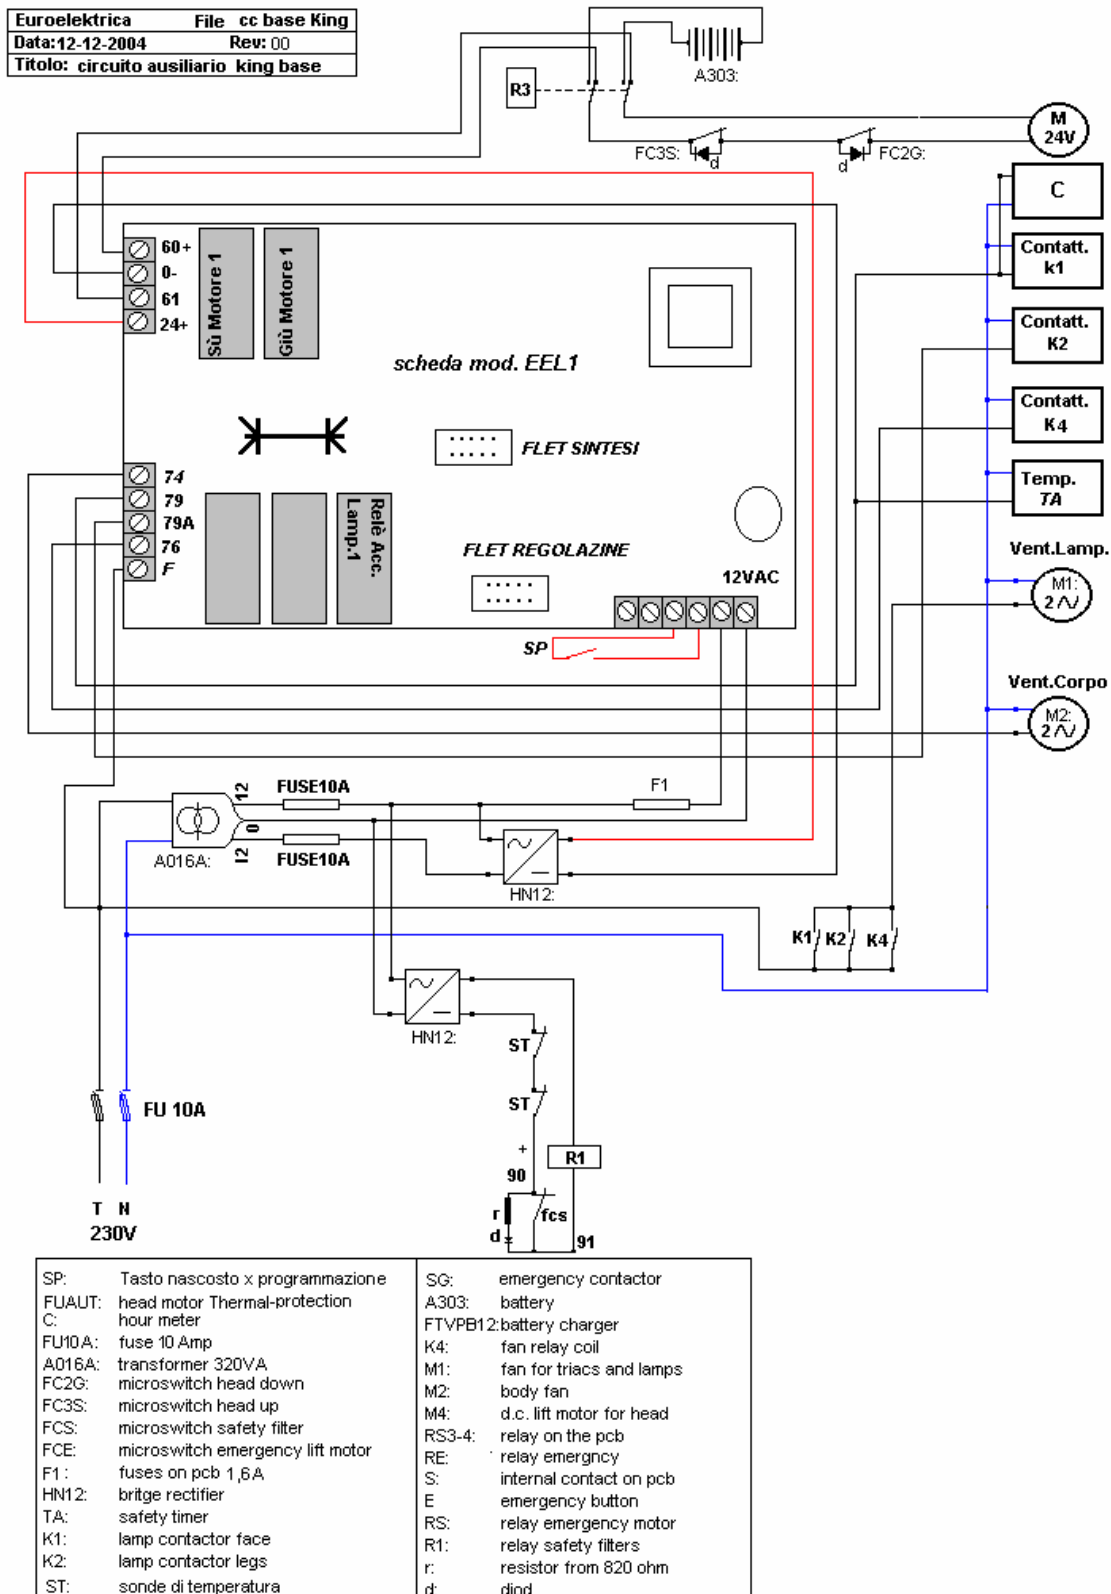 Euroelektrica File cc base King
Data:12-12-2004 Rev: 00
Titolo: circuito ausiliario king base
A303:
R3
M
24V
FC3S:
d
d
FC2G:
C
60+
0-
61
24+
Sù Motore 1
Giù Motore 1
Contatt.
k1
Contatt.
K2
scheda mod. EEL1
Contatt.
K4
FLET SINTESI
74
79
79A
76
F
Relè Acc.
Lamp.1
Temp.
TA
FLET REGOLAZINE
12VAC
Vent.Lamp.
M1:
2
SP
Vent.Corpo
M2:
2
FUSE10A
F1
12
0
12
A016A:
FUSE10A
HN12:
K1
K2
K4
HN12:
ST
ST
FU 10A
+
90
R1
r
d
fcs
91
T N
230V
SP: Tasto nascosto x programmazione
FUAUT: head motor Thermal-protection
C: hour meter
FU10A: fuse 10 Amp
A016A: transformer 320VA
FC2G: microswitch head down
FC3S: microswitch head up
FCS: microswitch safety filter
FCE: microswitch emergency lift motor
F1: fuses on pcb 1,6A
HN12: britge rectifier
TA: safety timer
K1: lamp contactor face
K2: lamp contactor legs
ST: sonde di temperatura
SG: emergency contactor
A303: battery
FTVPB12: battery charger
K4: fan relay coil
M1: fan for triacs and lamps
M2: body fan
M4: d.c. lift motor for head
RS3-4: relay on the pcb
RE: relay emergncy
S: internal contact on pcb
E emergency button
RS: relay emergency motor
R1: relay safety filters
r: resistor from 820 ohm
d: diod